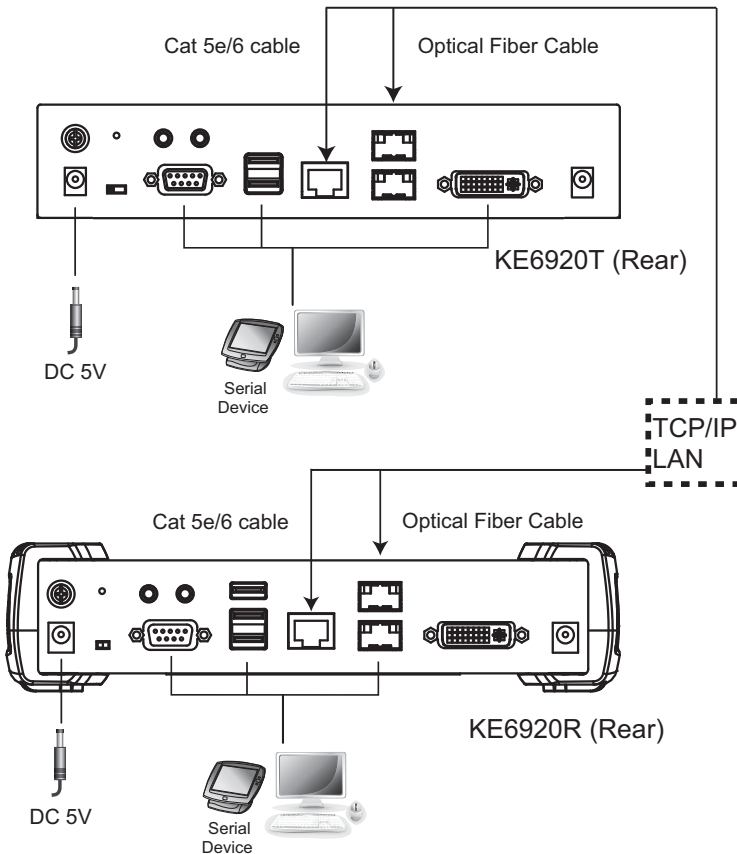 Cat 5e/6 cable
Optical Fiber Cable
KE6920T (Rear)
DC 5V
Serial
Device
TCP/IP
LAN
Cat 5e/6 cable
Optical Fiber Cable
KE6920R (Rear)
DC 5V
Serial
Device